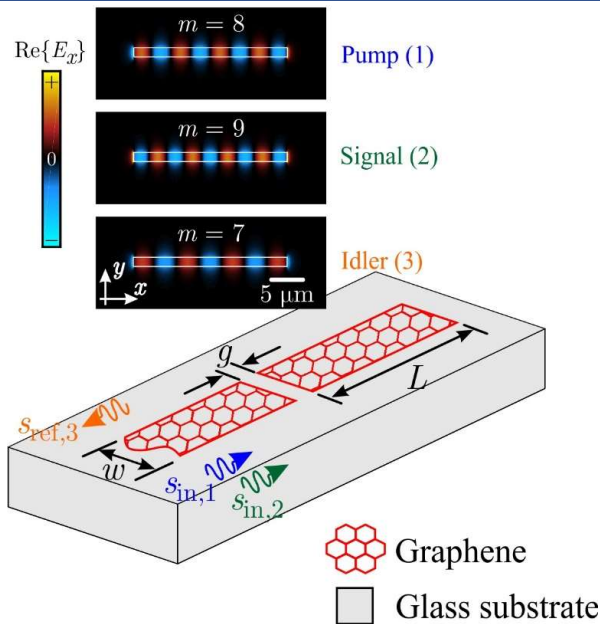 Re{E_x}
+
0
−
m = 8
Pump (1)
m = 9
Signal (2)
m = 7
Idler (3)
y
x
5 μm
g
L
s_ref,3
w
s_in,1
s_in,2
Graphene
Glass substrate